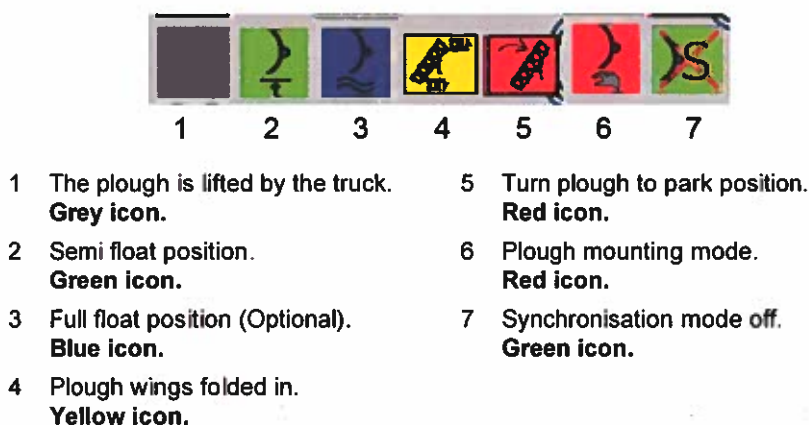 S
1 2 3 4 5 6 7
1 The plough is lifted by the truck.
Grey icon.
2 Semi float position.
Green icon.
3 Full float position (Optional).
Blue icon.
4 Plough wings folded in.
Yellow icon.
5 Turn plough to park position.
Red icon.
6 Plough mounting mode.
Red icon.
7 Synchronisation mode off.
Green icon.